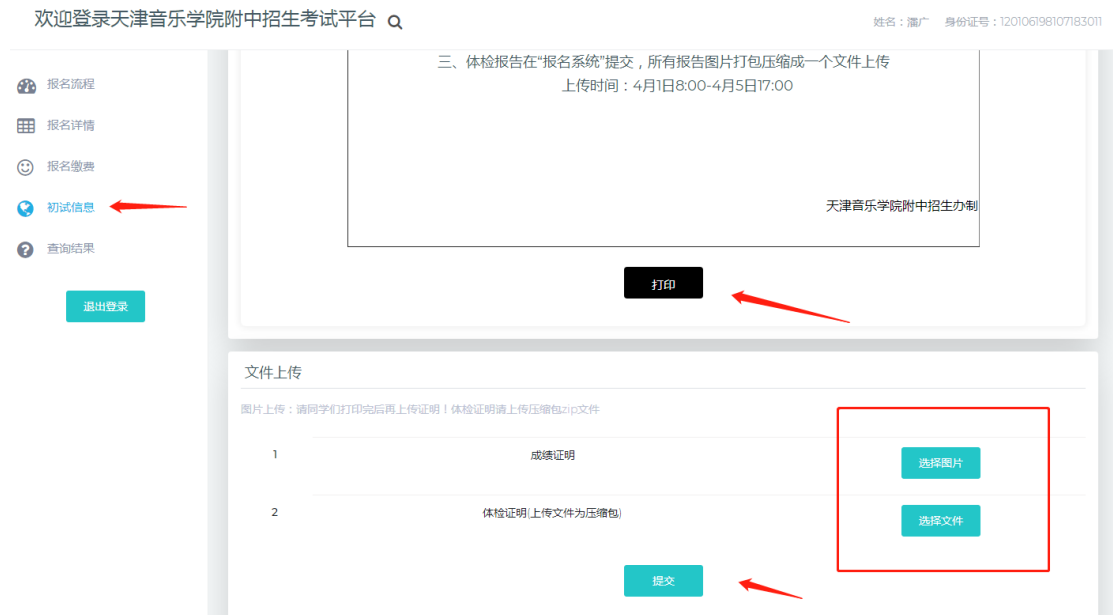 欢迎登录天津音乐学院附中招生考试平台
姓名：潘广 身份证号：120106198107183011
报名流程
报名详情
报名缴费
初试信息
查询结果
退出登录
三、体检报告在“报名系统”提交，所有报告图片打包压缩成一个文件上传
上传时间：4月1日8:00-4月5日17:00
天津音乐学院附中招生办制
打印
文件上传
图片上传：请同学们打印完后再上传证明！体检证明请上传压缩包zip文件
1 成绩证明 选择图片
2 体检证明(上传文件为压缩包) 选择文件
提交